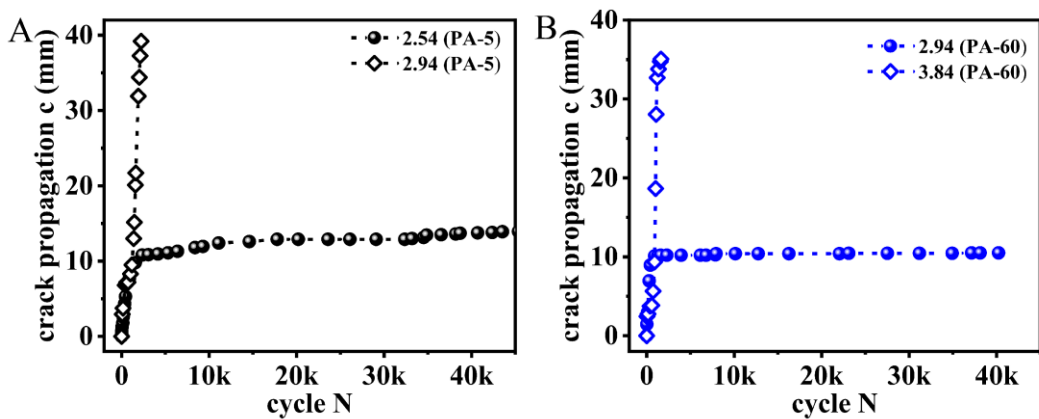 A
crack propagation c (mm)
40
30
20
10
0
2.54 (PA-5)
2.94 (PA-5)
0 10k 20k 30k 40k
cycle N
B
crack propagation c (mm)
40
30
20
10
0
2.94 (PA-60)
3.84 (PA-60)
0 10k 20k 30k 40k
cycle N